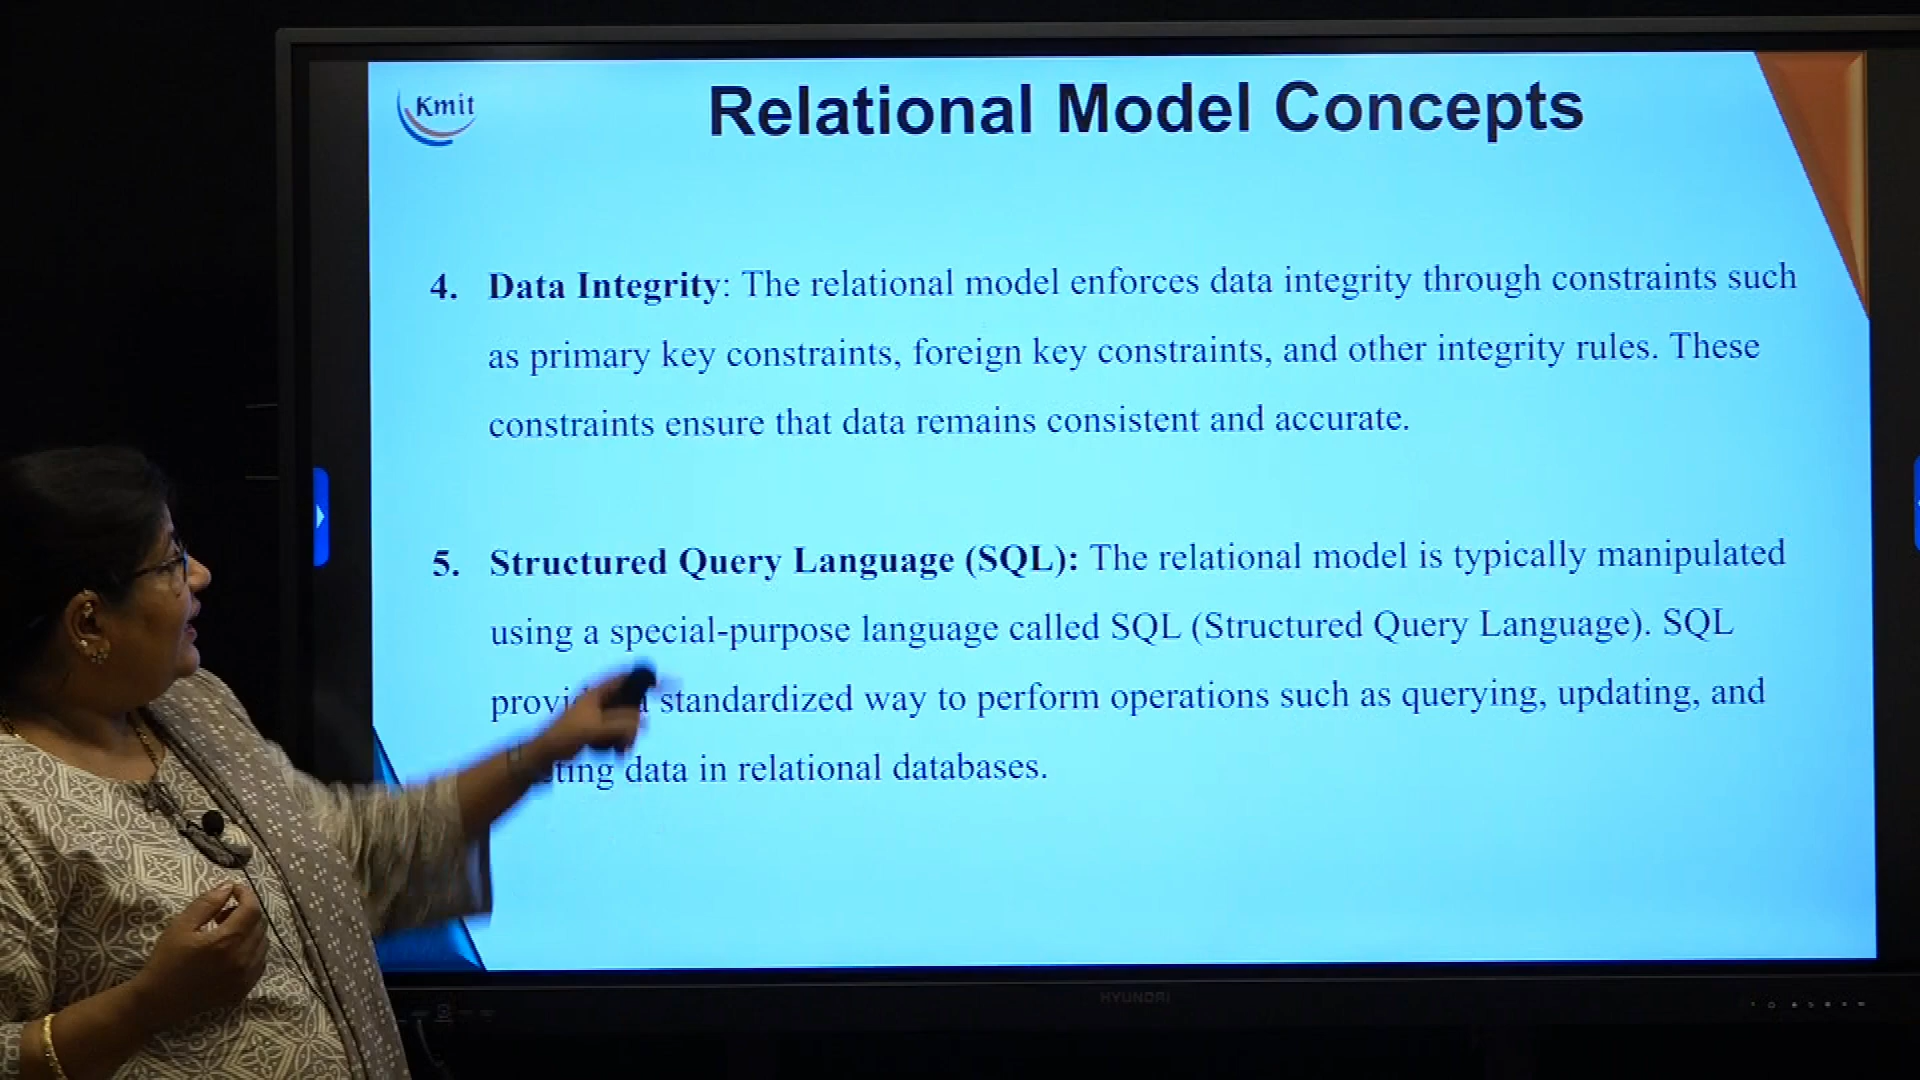 Kmit
Relational Model Concepts
4. Data Integrity: The relational model enforces data integrity through constraints such
as primary key constraints, foreign key constraints, and other integrity rules. These
constraints ensure that data remains consistent and accurate.
5. Structured Query Language (SQL): The relational model is typically manipulated
using a special-purpose language called SQL (Structured Query Language). SQL
standardized way to perform operations such as querying, updating, and
data in relational databases.
HYUNDAI